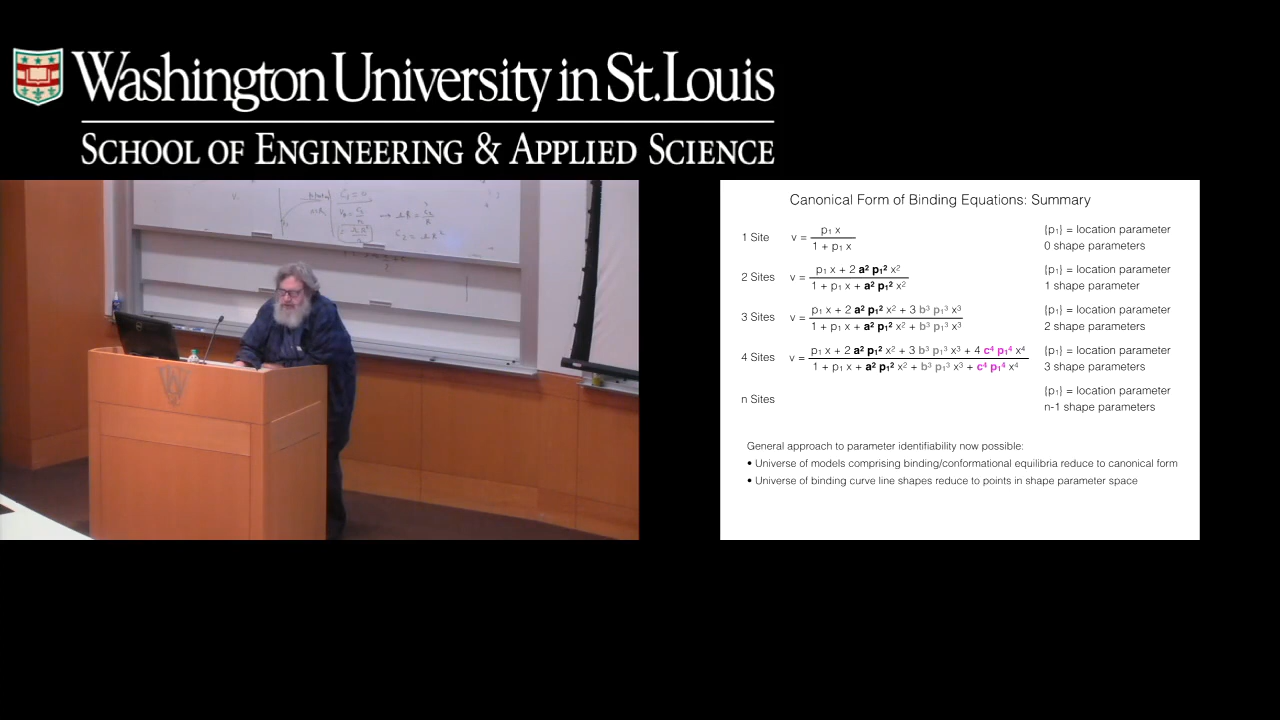 Washington University in St. Louis
SCHOOL OF ENGINEERING & APPLIED SCIENCE
Canonical Form of Binding Equations: Summary
1 Site v = p₁ x / 1 + p₁ x {p₁} = location parameter
0 shape parameters
2 Sites v = p₁ x + 2 a² p₁² x² / 1 + p₁ x + a² p₁² x² {p₁} = location parameter
1 shape parameter
3 Sites v = p₁ x + 2 a² p₁² x² + 3 b³ p₁³ x³ / 1 + p₁ x + a² p₁² x² + b³ p₁³ x³ {p₁} = location parameter
2 shape parameters
4 Sites v = p₁ x + 2 a² p₁² x² + 3 b³ p₁³ x³ + 4 c⁴ p₁⁴ x⁴ / 1 + p₁ x + a² p₁² x² + b³ p₁³ x³ + c⁴ p₁⁴ x⁴ {p₁} = location parameter
3 shape parameters
n Sites {p₁} = location parameter
n-1 shape parameters
General approach to parameter identifiability now possible:
• Universe of models comprising binding/conformational equilibria reduce to canonical form
• Universe of binding curve line shapes reduce to points in shape parameter space